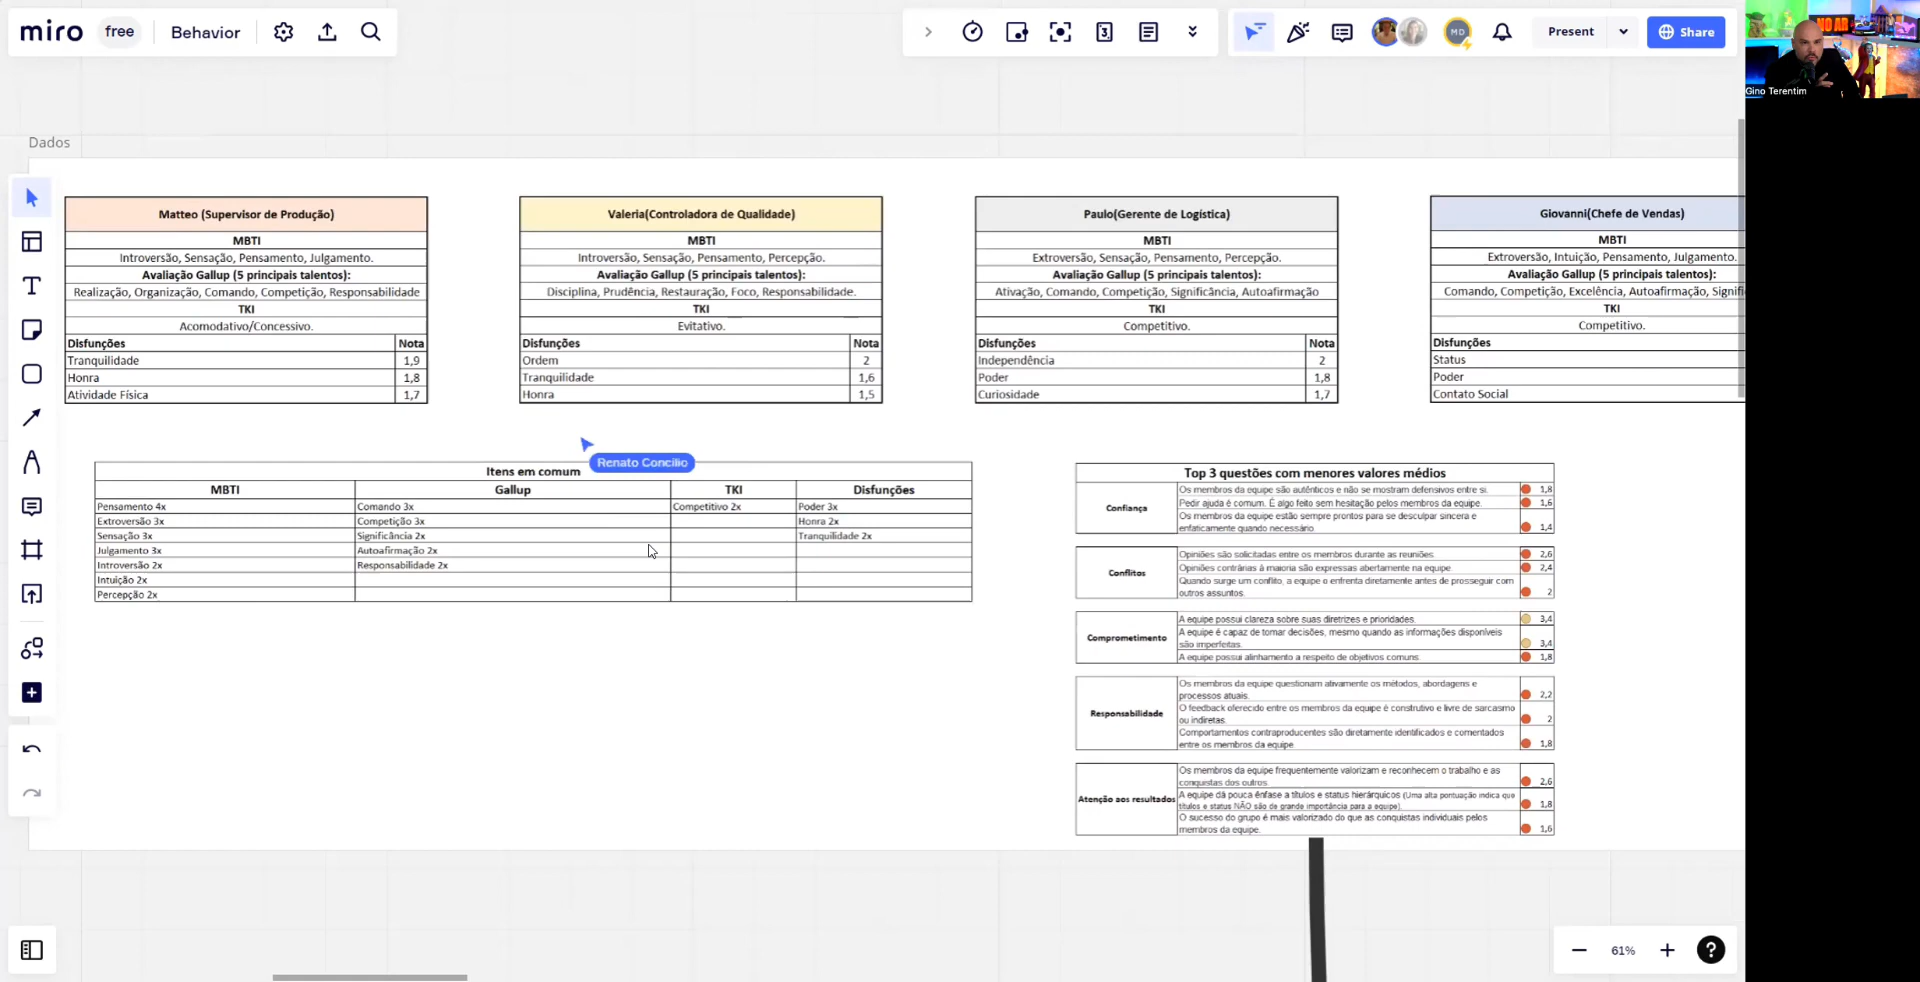 miro free Behavior
Present
Share
MD
Gino Terentim
Dados
Matteo (Supervisor de Produção)
MBTI
Introversão, Sensação, Pensamento, Julgamento.
Avaliação Gallup (5 principais talentos):
Realização, Organização, Comando, Competição, Responsabilidade
TKI
Acomodativo/Concessivo.
Disfunções Nota
Tranquilidade 1,9
Honra 1,8
Atividade Física 1,7
Valeria(Controladora de Qualidade)
MBTI
Introversão, Sensação, Pensamento, Percepção.
Avaliação Gallup (5 principais talentos):
Disciplina, Prudência, Restauração, Foco, Responsabilidade.
TKI
Evitativo.
Disfunções Nota
Ordem 2
Tranquilidade 1,6
Honra 1,5
Paulo(Gerente de Logística)
MBTI
Extroversão, Sensação, Pensamento, Percepção.
Avaliação Gallup (5 principais talentos):
Ativação, Comando, Competição, Significância, Autoafirmação
TKI
Competitivo.
Disfunções Nota
Independência 2
Poder 1,8
Curiosidade 1,7
Giovanni(Chefe de Vendas)
MBTI
Extroversão, Intuição, Pensamento, Julgamento.
Avaliação Gallup (5 principais talentos):
Comando, Competição, Excelência, Autoafirmação, Signifi
TKI
Competitivo.
Disfunções
Status
Poder
Contato Social
Renato Concilio
Itens em comum
MBTI Gallup TKI Disfunções
Pensamento 4x Comando 3x Competitivo 2x Poder 3x
Extroversão 3x Competição 3x Honra 2x
Sensação 3x Significância 2x Tranquilidade 2x
Julgamento 3x Autoafirmação 2x
Introversão 2x Responsabilidade 2x
Intuição 2x
Percepção 2x
Top 3 questões com menores valores médios
Confiança
Os membros da equipe são autênticos e não se mostram defensivos entre si. 1,8
Pedir ajuda é comum. É algo feito sem hesitação pelos membros da equipe. 1,6
Os membros da equipe estão sempre prontos para se desculpar sincera e
enfaticamente quando necessário. 1,4
Conflitos
Opiniões são solicitadas entre os membros durante as reuniões. 2,6
Opiniões contrárias à maioria são expressas abertamente na equipe. 2,4
Quando surge um conflito, a equipe o enfrenta diretamente antes de prosseguir com
outros assuntos. 2
Comprometimento
A equipe possui clareza sobre suas diretrizes e prioridades. 3,4
A equipe é capaz de tomar decisões, mesmo quando as informações disponíveis
são imperfeitas. 3,4
A equipe possui alinhamento a respeito de objetivos comuns. 1,8
Responsabilidade
Os membros da equipe questionam ativamente os métodos, abordagens e
processos atuais. 2,2
O feedback oferecido entre os membros da equipe é construtivo e livre de sarcasmo
ou indiretas. 2
Comportamentos contraproducentes são diretamente identificados e comentados
entre os membros da equipe. 1,8
Atenção aos resultados
Os membros da equipe frequentemente valorizam e reconhecem o trabalho e as
conquistas dos outros. 2,6
A equipe dá pouca ênfase a títulos e status hierárquicos (Uma alta pontuação indica que
títulos e status NÃO são de grande importância para a equipe). 1,8
O sucesso do grupo é mais valorizado do que as conquistas individuais pelos
membros da equipe. 1,6
61%